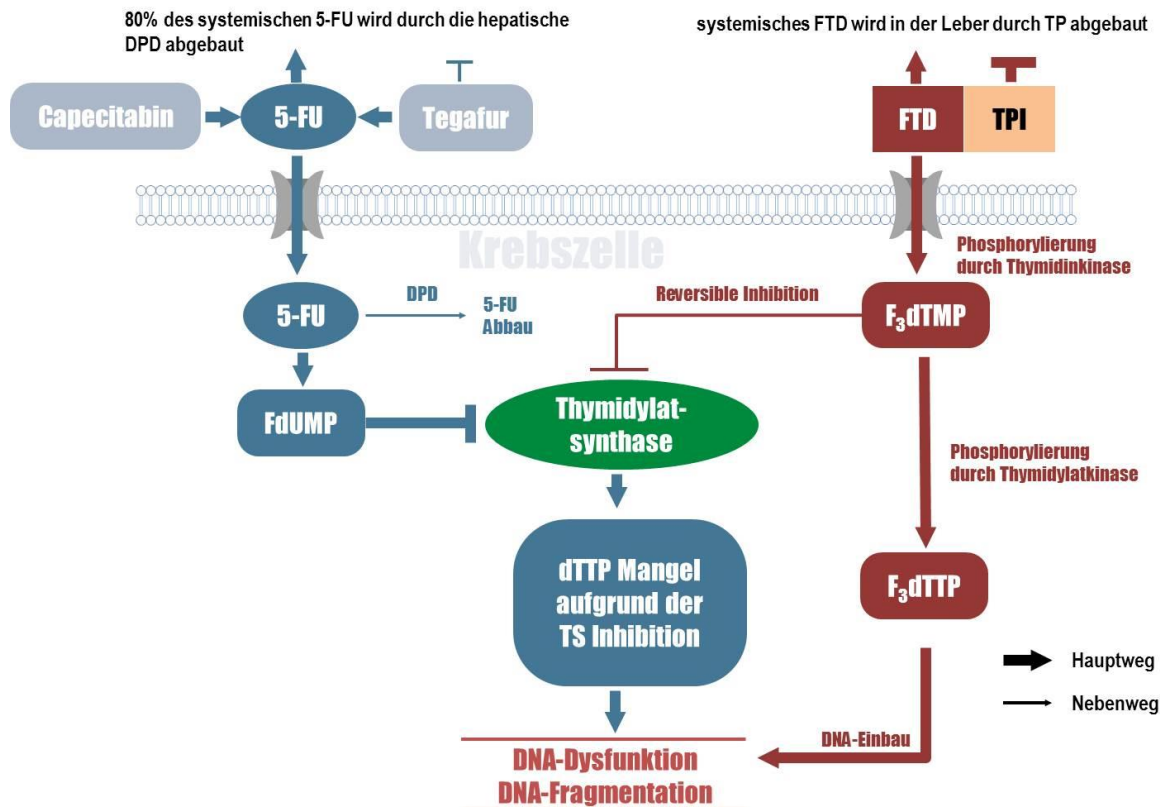 80% des systemischen 5-FU wird durch die hepatische
DPD abgebaut
systemisches FTD wird in der Leber durch TP abgebaut
Capecitabin
5-FU
Tegafur
FTD
TPI
Krebszelle
Phosphorylierung
durch Thymidinkinase
5-FU
DPD
5-FU
Abbau
Reversible Inhibition
F₃dTMP
FdUMP
Thymidylat-
synthase
Phosphorylierung
durch Thymidylatkinase
dTTP Mangel
aufgrund der
TS Inhibition
F₃dTTP
Hauptweg
Nebenweg
DNA-Einbau
DNA-Dysfunktion
DNA-Fragmentation